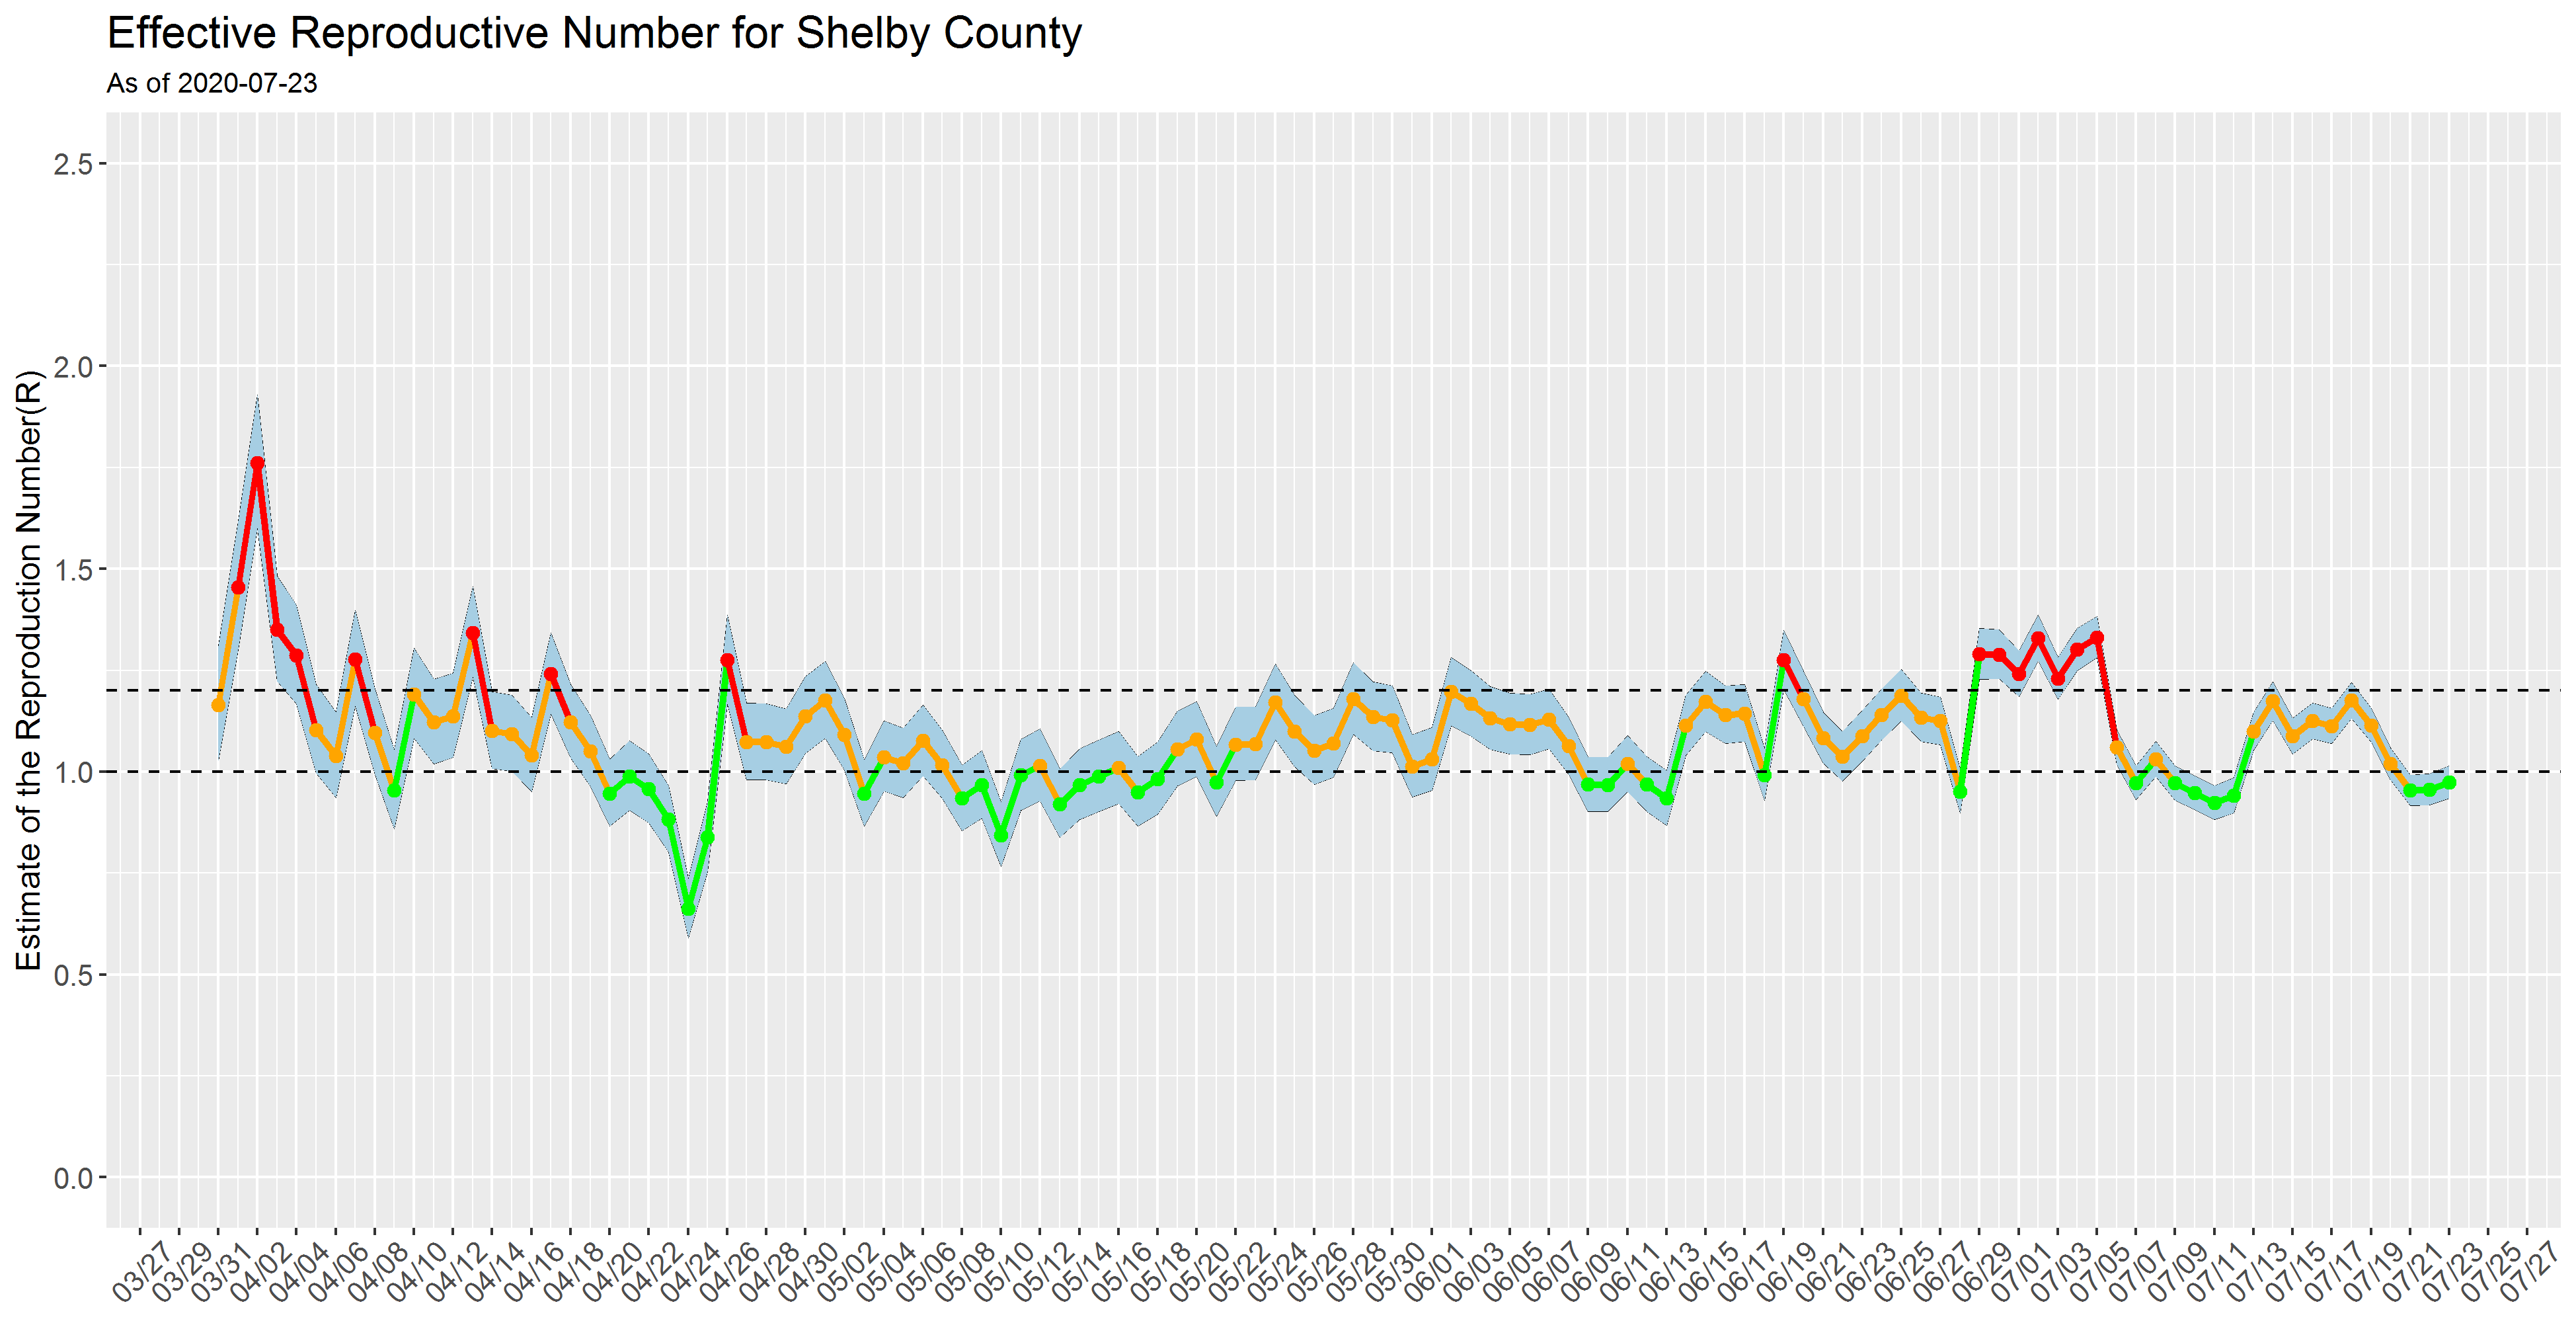 Effective Reproductive Number for Shelby County
As of 2020-07-23
Estimate of the Reproduction Number(R)
2.5
2.0
1.5
1.0
0.5
0.0
03/27 03/29 03/31 04/02 04/04 04/06 04/08 04/10 04/12 04/14 04/16 04/18 04/20 04/22 04/24 04/26 04/28 04/30 05/02 05/04 05/06 05/08 05/10 05/12 05/14 05/16 05/18 05/20 05/22 05/24 05/26 05/28 05/30 06/01 06/03 06/05 06/07 06/09 06/11 06/13 06/15 06/17 06/19 06/21 06/23 06/25 06/27 06/29 07/01 07/03 07/05 07/07 07/09 07/11 07/13 07/15 07/17 07/19 07/21 07/23 07/25 07/27